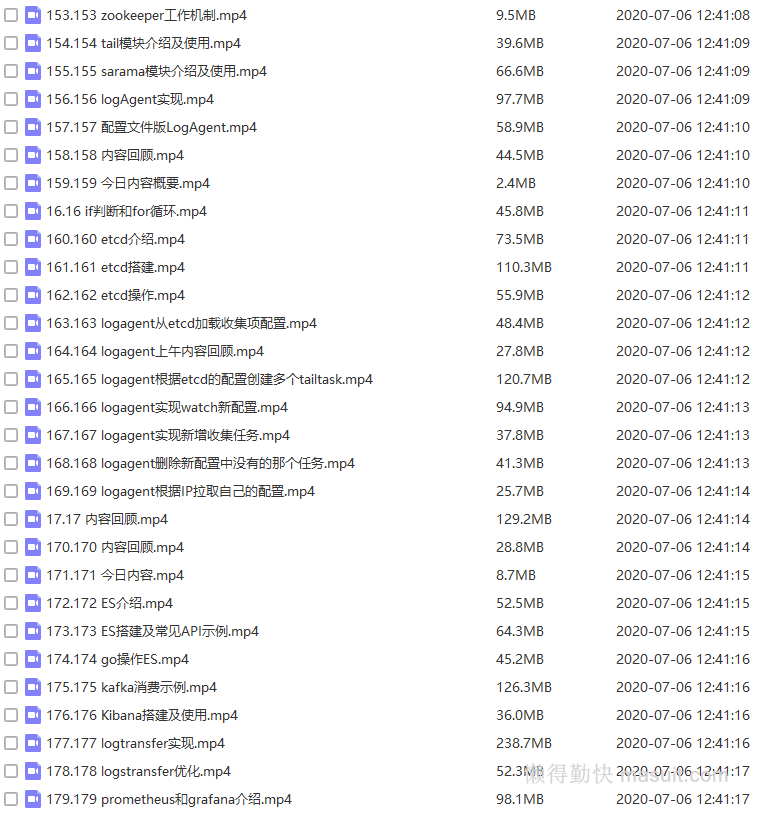 153.153 zookeeper工作机制.mp4 9.5MB 2020-07-06 12:41:08
154.154 tail模块介绍及使用.mp4 39.6MB 2020-07-06 12:41:09
155.155 sarama模块介绍及使用.mp4 66.6MB 2020-07-06 12:41:09
156.156 logAgent实现.mp4 97.7MB 2020-07-06 12:41:09
157.157 配置文件版LogAgent.mp4 58.9MB 2020-07-06 12:41:10
158.158 内容回顾.mp4 44.5MB 2020-07-06 12:41:10
159.159 今日内容概要.mp4 2.4MB 2020-07-06 12:41:10
16.16 if判断和for循环.mp4 45.8MB 2020-07-06 12:41:11
160.160 etcd介绍.mp4 73.5MB 2020-07-06 12:41:11
161.161 etcd搭建.mp4 110.3MB 2020-07-06 12:41:11
162.162 etcd操作.mp4 55.9MB 2020-07-06 12:41:12
163.163 logagent从etcd加载收集项配置.mp4 48.4MB 2020-07-06 12:41:12
164.164 logagent上午内容回顾.mp4 27.8MB 2020-07-06 12:41:12
165.165 logagent根据etcd的配置创建多个tailtask.mp4 120.7MB 2020-07-06 12:41:12
166.166 logagent实现watch新配置.mp4 94.9MB 2020-07-06 12:41:13
167.167 logagent实现新增收集任务.mp4 37.8MB 2020-07-06 12:41:13
168.168 logagent删除新配置中没有的那个任务.mp4 41.3MB 2020-07-06 12:41:13
169.169 logagent根据IP拉取自己的配置.mp4 25.7MB 2020-07-06 12:41:14
17.17 内容回顾.mp4 129.2MB 2020-07-06 12:41:14
170.170 内容回顾.mp4 28.8MB 2020-07-06 12:41:14
171.171 今日内容.mp4 8.7MB 2020-07-06 12:41:15
172.172 ES介绍.mp4 52.5MB 2020-07-06 12:41:15
173.173 ES搭建及常见API示例.mp4 64.3MB 2020-07-06 12:41:15
174.174 go操作ES.mp4 45.2MB 2020-07-06 12:41:16
175.175 kafka消费示例.mp4 126.3MB 2020-07-06 12:41:16
176.176 Kibana搭建及使用.mp4 36.0MB 2020-07-06 12:41:16
177.177 logtransfer实现.mp4 238.7MB 2020-07-06 12:41:16
178.178 logstransfer优化.mp4 52.3MB 2020-07-06 12:41:17
懒得勤快 masuit.com
179.179 prometheus和grafana介绍.mp4 98.1MB 2020-07-06 12:41:17